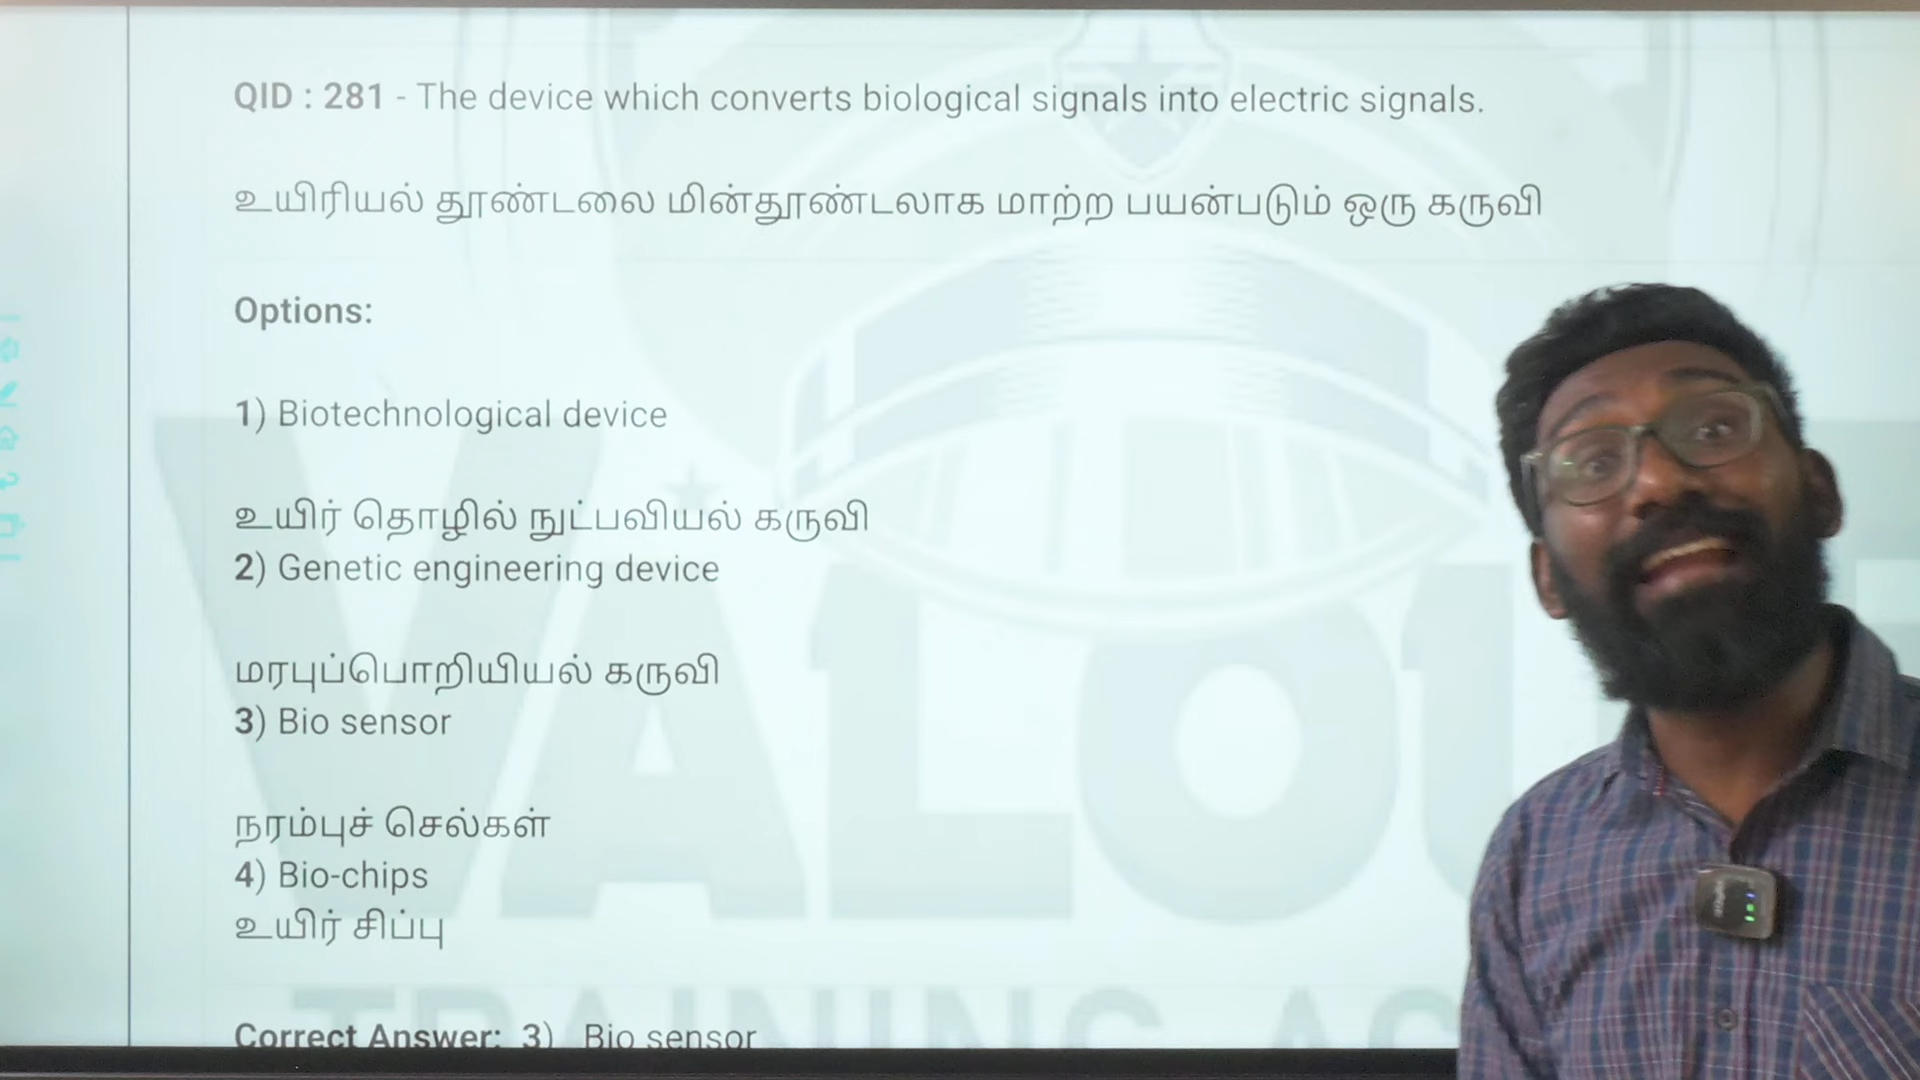 QID : 281 - The device which converts biological signals into electric signals.
உயிரியல் தூண்டலை மின்தூண்டலாக மாற்ற பயன்படும் ஒரு கருவி
Options:
1) Biotechnological device
உயிர் தொழில் நுட்பவியல் கருவி
2) Genetic engineering device
மரபுப்பொறியியல் கருவி
3) Bio sensor
நரம்புச் செல்கள்
4) Bio-chips
உயிர் சிப்பு
Correct Answer: 3) Bio sensor